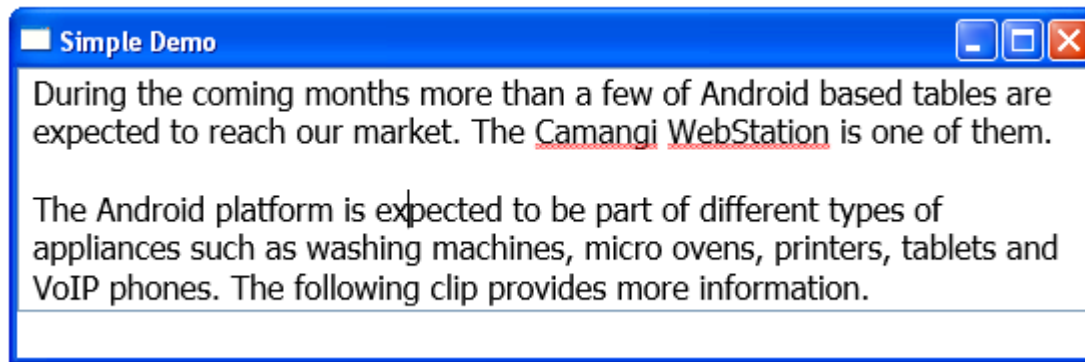 Simple Demo
During the coming months more than a few of Android based tables are
expected to reach our market. The Camangi WebStation is one of them.
The Android platform is expected to be part of different types of
appliances such as washing machines, micro ovens, printers, tablets and
VoIP phones. The following clip provides more information.